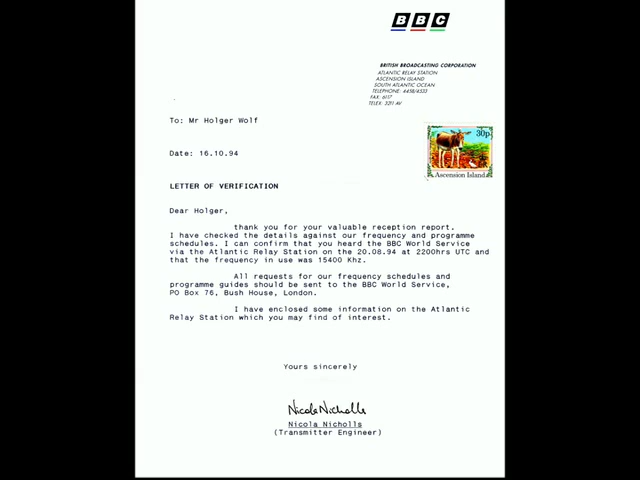 BBC
BRITISH BROADCASTING CORPORATION
ATLANTIC RELAY STATION
ASCENSION ISLAND
SOUTH ATLANTIC OCEAN
TELEPHONE: 4458/4533
FAX: 6117
TELEX: 3211 AV
To: Mr Holger Wolf
30p
Date: 16.10.94
Ascension Island
LETTER OF VERIFICATION
Dear Holger,
thank you for your valuable reception report.
I have checked the details against our frequency and programme
schedules. I can confirm that you heard the BBC World Service
via the Atlantic Relay Station on the 20.08.94 at 2200hrs UTC and
that the frequency in use was 15400 Khz.
All requests for our frequency schedules and
programme guides should be sent to the BBC World Service,
PO Box 76, Bush House, London.
I have enclosed some information on the Atlantic
Relay Station which you may find of interest.
Yours sincerely
Nicola Nicholls
Nicola Nicholls
(Transmitter Engineer)